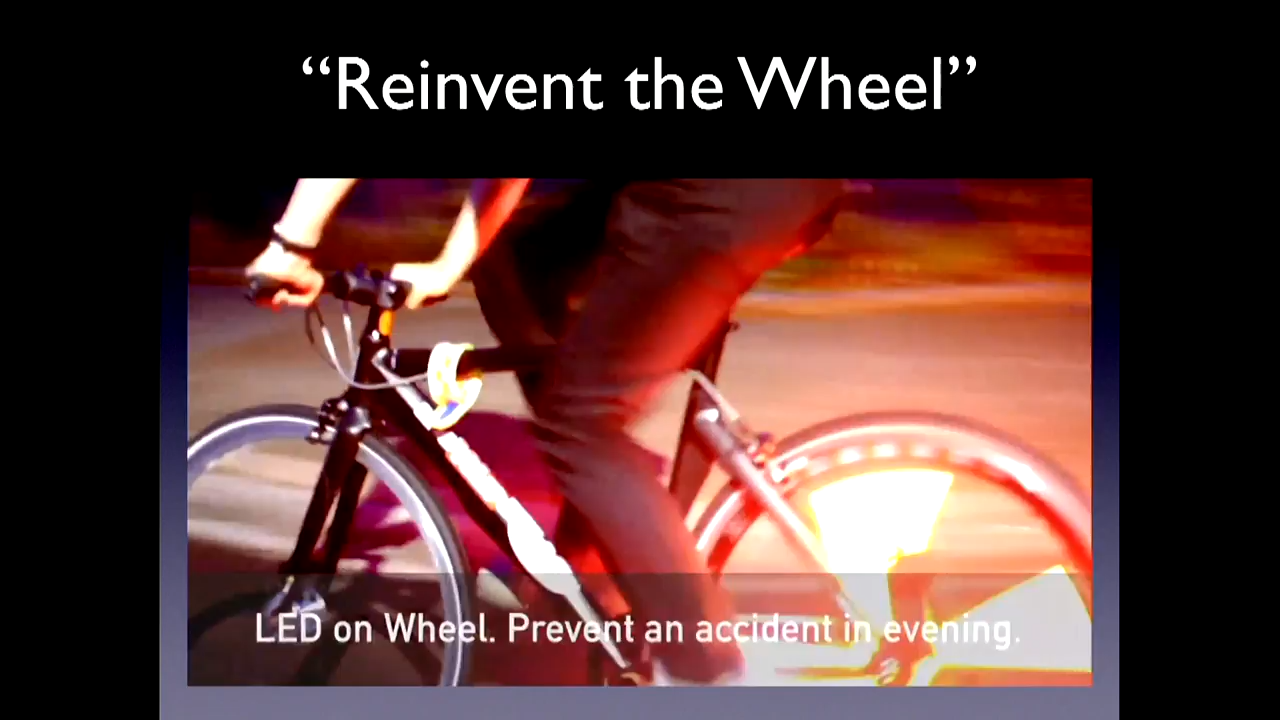 “Reinvent the Wheel”
LED on Wheel. Prevent an accident in evening.